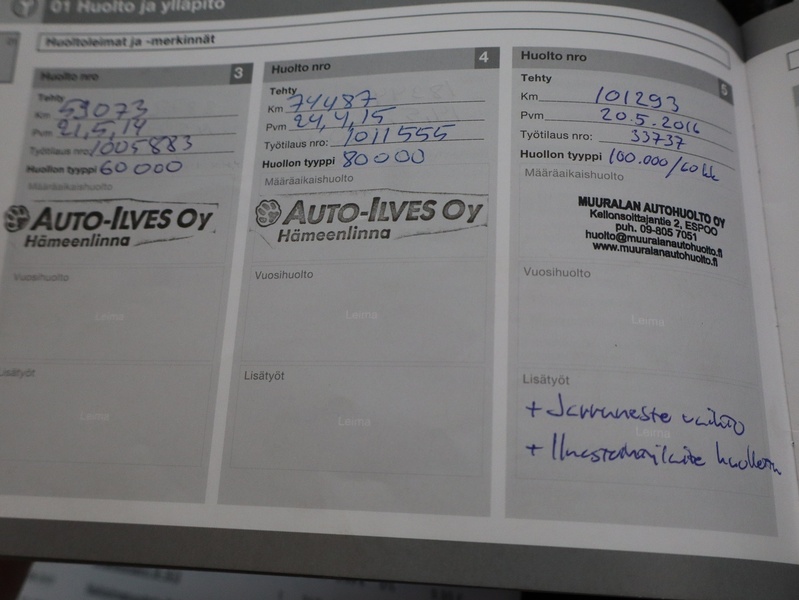 01 Huolto ja ylläpito
Huoltoleimat ja -merkinnät
Huolto nro 3
Tehty
Km 59073
Pvm 21,5,14
Työtilaus nro: 1005883
Huollon tyyppi 60 000
Määräaikaishuolto
AUTO-ILVES OY
Hämeenlinna
Vuosihuolto
Leima
Lisätyöt
Leima
Huolto nro 4
Tehty
Km 74487
Pvm 24,4,15
Työtilaus nro: 1011555
Huollon tyyppi 80 000
Määräaikaishuolto
AUTO-ILVES OY
Hämeenlinna
Vuosihuolto
Leima
Lisätyöt
Leima
Huolto nro 5
Tehty
Km 101293
Pvm 20.5.2016
Työtilaus nro: 33737
Huollon tyyppi 100.000/60kk
Määräaikaishuolto
MUURALAN AUTOHUOLTO OY
Kellonsoittajantie 2, ESPOO
puh. 09-805 7051
huolto@muuralanautohuolto.fi
www.muuralanautohuolto.fi
Vuosihuolto
Leima
Lisätyöt
+ Jarruneste vaihto
Leima
+ Ilmastointilaite huollettu